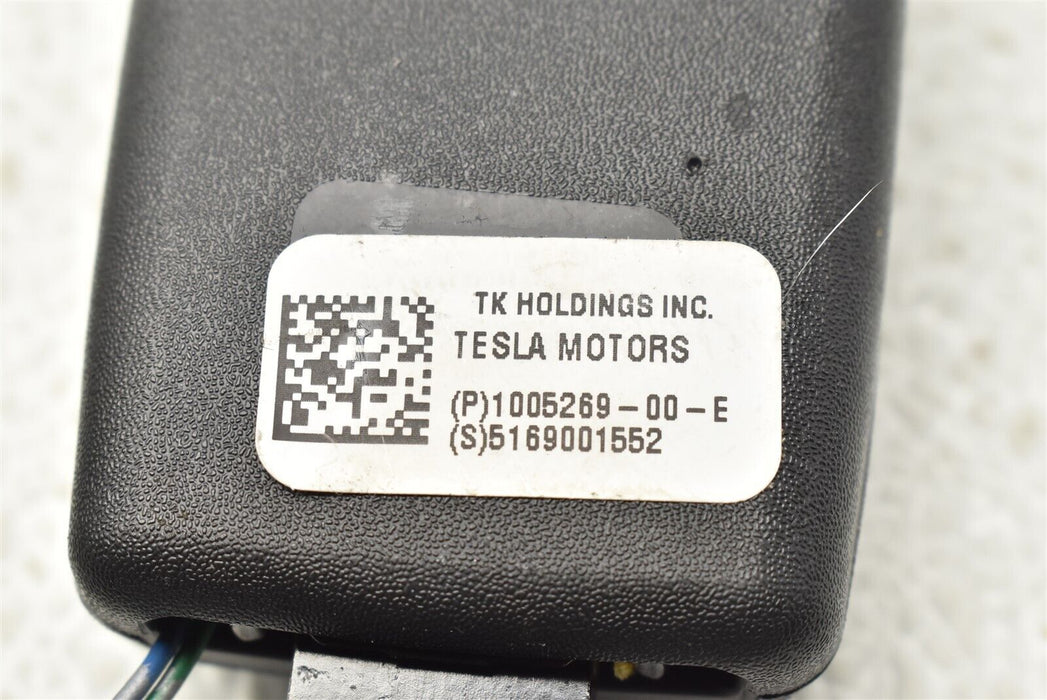 TK HOLDINGS INC.
TESLA MOTORS
(P)1005269-00-E
(S)5169001552